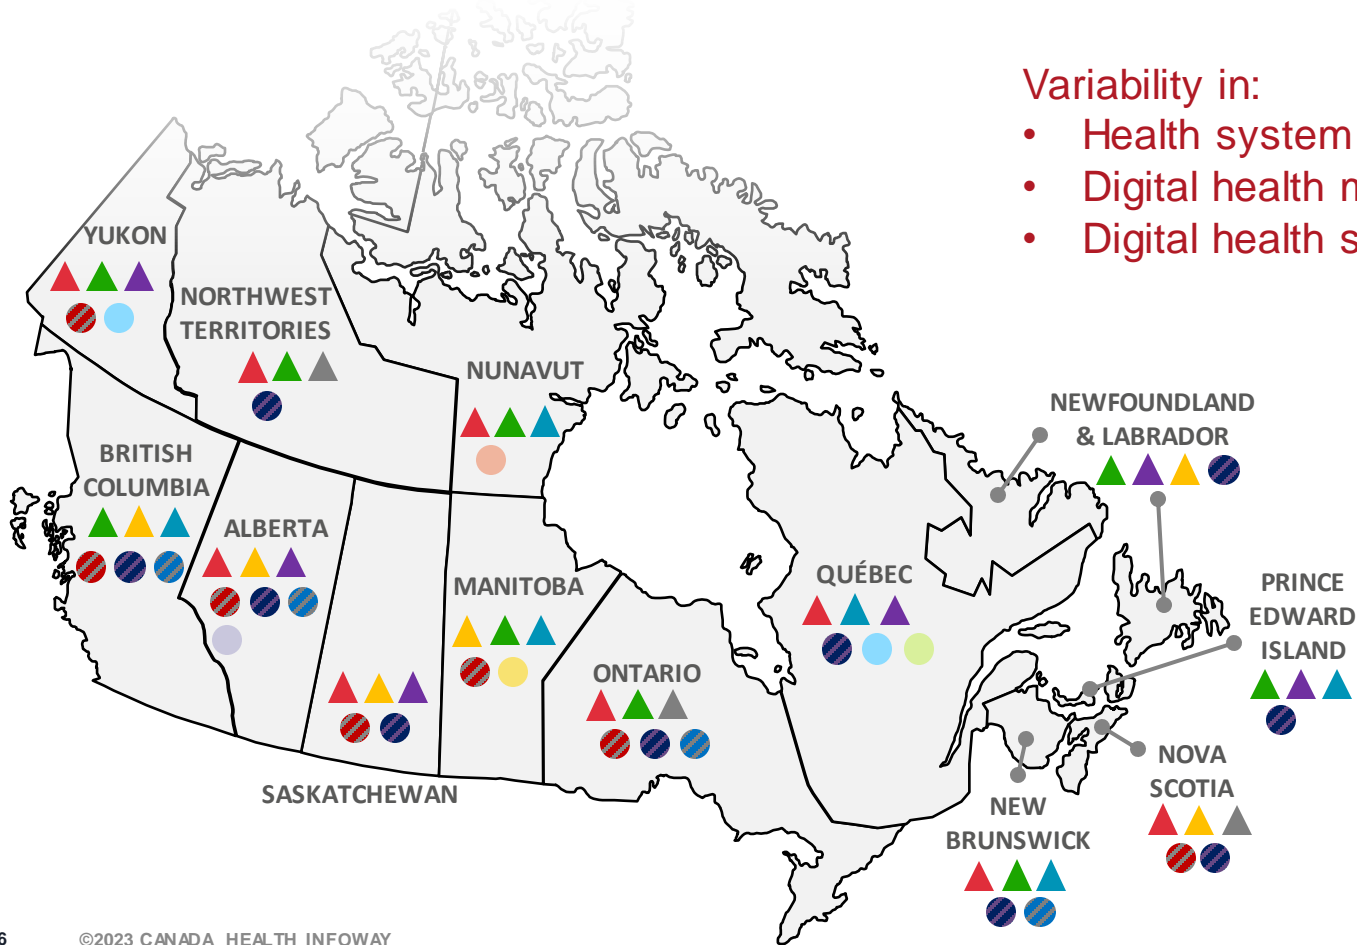 Variability in:
• Health system
• Digital health
• Digital health
YUKON
NORTHWEST
TERRITORIES
NUNAVUT
BRITISH
COLUMBIA
ALBERTA
SASKATCHEWAN
MANITOBA
ONTARIO
QUÉBEC
NEWFOUNDLAND
& LABRADOR
PRINCE
EDWARD
ISLAND
NOVA
SCOTIA
NEW
BRUNSWICK
6 ©2023 CANADA HEALTH INFOWAY